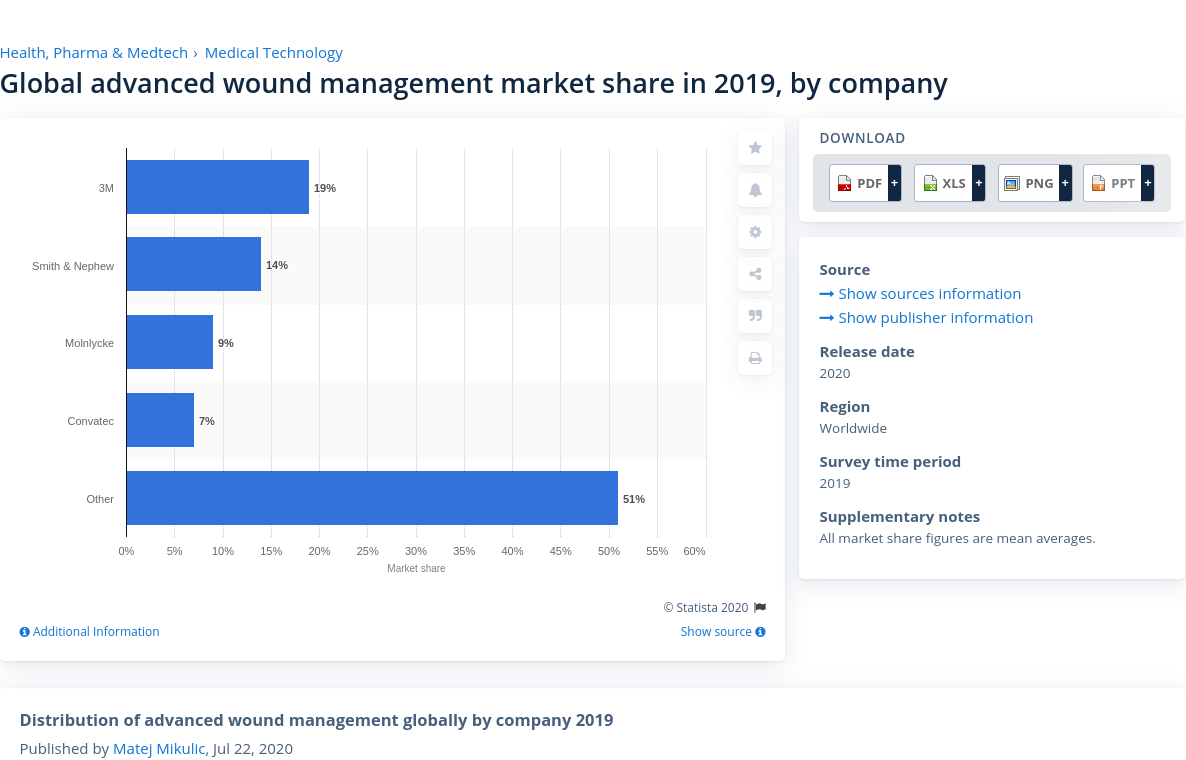 Health, Pharma & Medtech › Medical Technology
Global advanced wound management market share in 2019, by company
3M
19%
Smith & Nephew
14%
Molnlycke
9%
Convatec
7%
Other
51%
0% 5% 10% 15% 20% 25% 30% 35% 40% 45% 50% 55% 60%
Market share
© Statista 2020
Additional Information
Show source
DOWNLOAD
PDF + XLS + PNG + PPT +
Source
Show sources information
Show publisher information
Release date
2020
Region
Worldwide
Survey time period
2019
Supplementary notes
All market share figures are mean averages.
Distribution of advanced wound management globally by company 2019
Published by Matej Mikulic, Jul 22, 2020